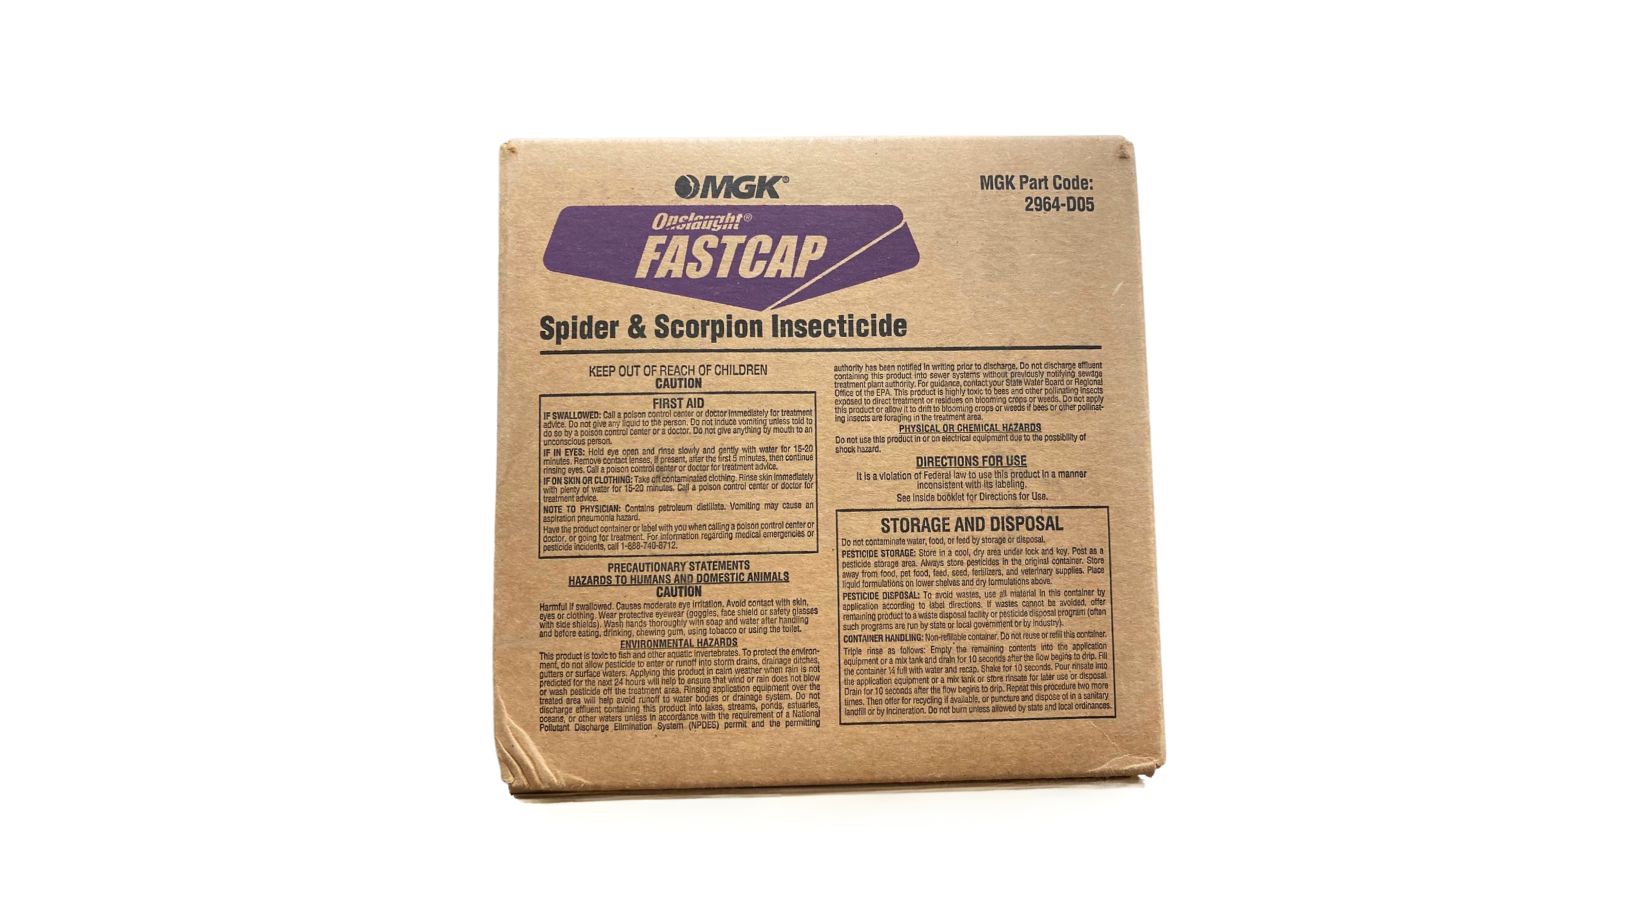 MGK®
Onslaught®
FASTCAP
Spider & Scorpion Insecticide
MGK Part Code:
2964-D05
KEEP OUT OF REACH OF CHILDREN
CAUTION
FIRST AID
IF SWALLOWED: Call a poison control center or doctor immediately for treatment
advice. Do not give any liquid to the person. Do not induce vomiting unless told to
do so by a poison control center or a doctor. Do not give anything by mouth to an
unconscious person.
IF IN EYES: Hold eye open and rinse slowly and gently with water for 15-20
minutes. Remove contact lenses, if present, after the first 5 minutes, then continue
rinsing eyes. Call a poison control center or doctor for treatment advice.
IF ON SKIN OR CLOTHING: Take off contaminated clothing. Rinse skin immediately
with plenty of water for 15-20 minutes. Call a poison control center or doctor for
treatment advice.
NOTE TO PHYSICIAN: Contains petroleum distillate. Vomiting may cause an
aspiration pneumonia hazard.
Have the product container or label with you when calling a poison control center or
doctor, or going for treatment. For information regarding medical emergencies or
pesticide incidents, call 1-888-740-8712.
PRECAUTIONARY STATEMENTS
HAZARDS TO HUMANS AND DOMESTIC ANIMALS
CAUTION
Harmful if swallowed. Causes moderate eye irritation. Avoid contact with skin,
eyes or clothing. Wear protective eyewear (goggles, face shield or safety glasses
with side shields). Wash hands thoroughly with soap and water after handling
and before eating, drinking, chewing gum, using tobacco or using the toilet.
ENVIRONMENTAL HAZARDS
This product is toxic to fish and other aquatic invertebrates. To protect the environ-
ment, do not allow pesticide to enter or runoff into storm drains, drainage ditches,
gutters or surface waters. Applying this product in calm weather when rain is not
predicted for the next 24 hours will help to ensure that wind or rain does not blow
or wash pesticide off the treatment area. Rinsing application equipment over the
treated area will help avoid runoff to water bodies or drainage system. Do not
discharge effluent containing this product into lakes, streams, ponds, estuaries,
oceans, or other waters unless in accordance with the requirement of a National
Pollutant Discharge Elimination System (NPDES) permit and the permitting
authority has been notified in writing prior to discharge. Do not discharge effluent
containing this product into sewer systems without previously notifying sewage
treatment plant authority. For guidance, contact your State Water Board or Regional
Office of the EPA. This product is highly toxic to bees and other pollinating insects
exposed to direct treatment or residues on blooming crops or weeds. Do not apply
this product or allow it to drift to blooming crops or weeds if bees or other pollinat-
ing insects are foraging in the treatment area.
PHYSICAL OR CHEMICAL HAZARDS
Do not use this product in or on electrical equipment due to the possibility of
shock hazard.
DIRECTIONS FOR USE
It is a violation of Federal law to use this product in a manner
inconsistent with its labeling.
See inside booklet for Directions for Use.
STORAGE AND DISPOSAL
Do not contaminate water, food, or feed by storage or disposal.
PESTICIDE STORAGE: Store in a cool, dry area under lock and key. Post as a
pesticide storage area. Always store pesticides in the original container. Store
away from food, pet food, feed, seed, fertilizers, and veterinary supplies. Place
liquid formulations on lower shelves and dry formulations above.
PESTICIDE DISPOSAL: To avoid wastes, use all material in this container by
application according to label directions. If wastes cannot be avoided, offer
remaining product to a waste disposal facility or pesticide disposal program (often
such programs are run by state or local government or by industry).
CONTAINER HANDLING: Non-refillable container. Do not reuse or refill this container.
Triple rinse as follows: Empty the remaining contents into the application
equipment or a mix tank and drain for 10 seconds after the flow begins to drip. Fill
the container ¼ full with water and recap. Shake for 10 seconds. Pour rinsate into
the application equipment or a mix tank or store rinsate for later use or disposal.
Drain for 10 seconds after the flow begins to drip. Repeat this procedure two more
times. Then offer for recycling if available, or puncture and dispose of in a sanitary
landfill or by incineration. Do not burn unless allowed by state and local ordinances.